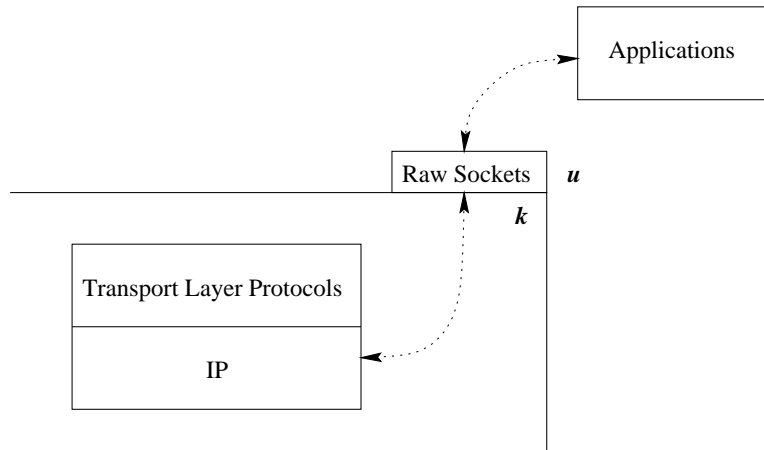 Applications
Raw Sockets
u
k
Transport Layer Protocols
IP